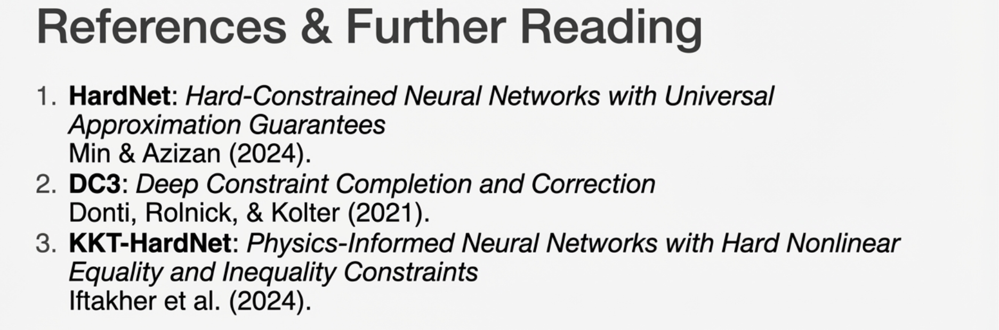 References & Further Reading
1. HardNet: Hard-Constrained Neural Networks with Universal
Approximation Guarantees
Min & Azizan (2024).
2. DC3: Deep Constraint Completion and Correction
Donti, Rolnick, & Kolter (2021).
3. KKT-HardNet: Physics-Informed Neural Networks with Hard Nonlinear
Equality and Inequality Constraints
Iftakher et al. (2024).